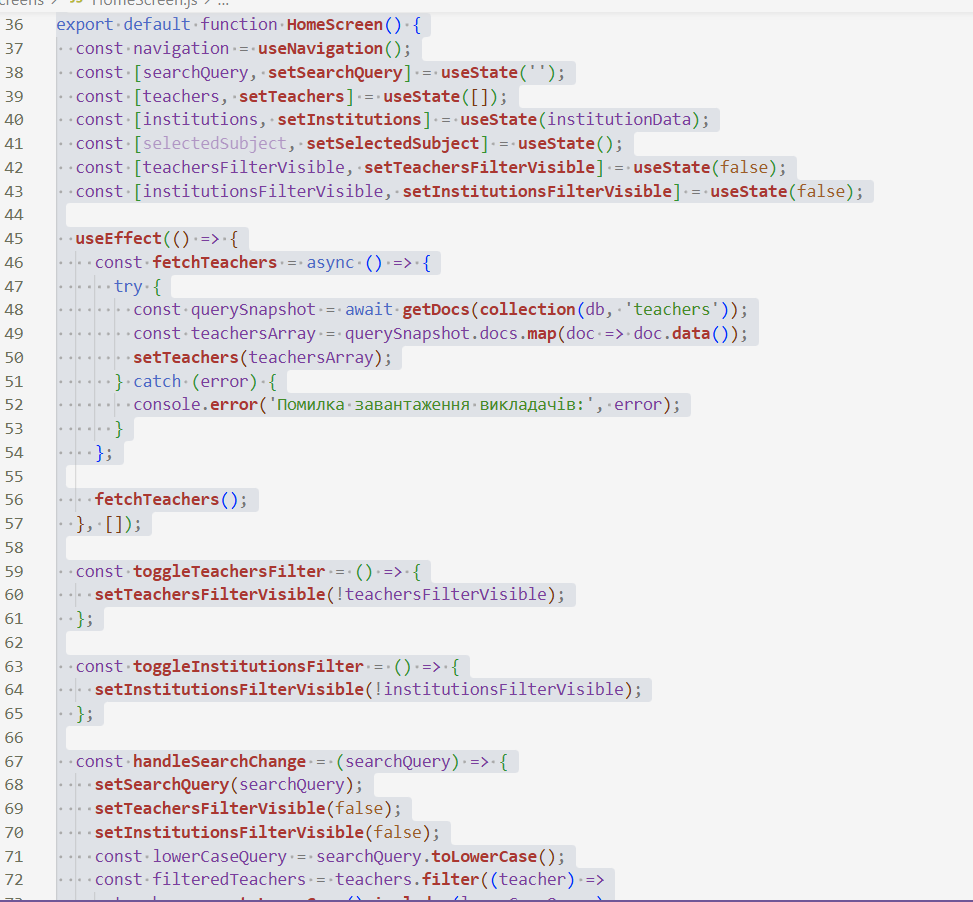 HomeScreen.js > ...
36 export default function HomeScreen() {
37 const navigation = useNavigation();
38 const [searchQuery, setSearchQuery] = useState('');
39 const [teachers, setTeachers] = useState([]);
40 const [institutions, setInstitutions] = useState(institutionData);
41 const [selectedSubject, setSelectedSubject] = useState();
42 const [teachersFilterVisible, setTeachersFilterVisible] = useState(false);
43 const [institutionsFilterVisible, setInstitutionsFilterVisible] = useState(false);
44
45 useEffect(() => {
46 const fetchTeachers = async () => {
47 try {
48 const querySnapshot = await getDocs(collection(db, 'teachers'));
49 const teachersArray = querySnapshot.docs.map(doc => doc.data());
50 setTeachers(teachersArray);
51 } catch (error) {
52 console.error('Помилка завантаження викладачів:', error);
53 }
54 };
55
56 fetchTeachers();
57 }, []);
58
59 const toggleTeachersFilter = () => {
60 setTeachersFilterVisible(!teachersFilterVisible);
61 };
62
63 const toggleInstitutionsFilter = () => {
64 setInstitutionsFilterVisible(!institutionsFilterVisible);
65 };
66
67 const handleSearchChange = (searchQuery) => {
68 setSearchQuery(searchQuery);
69 setTeachersFilterVisible(false);
70 setInstitutionsFilterVisible(false);
71 const lowerCaseQuery = searchQuery.toLowerCase();
72 const filteredTeachers = teachers.filter((teacher) =>